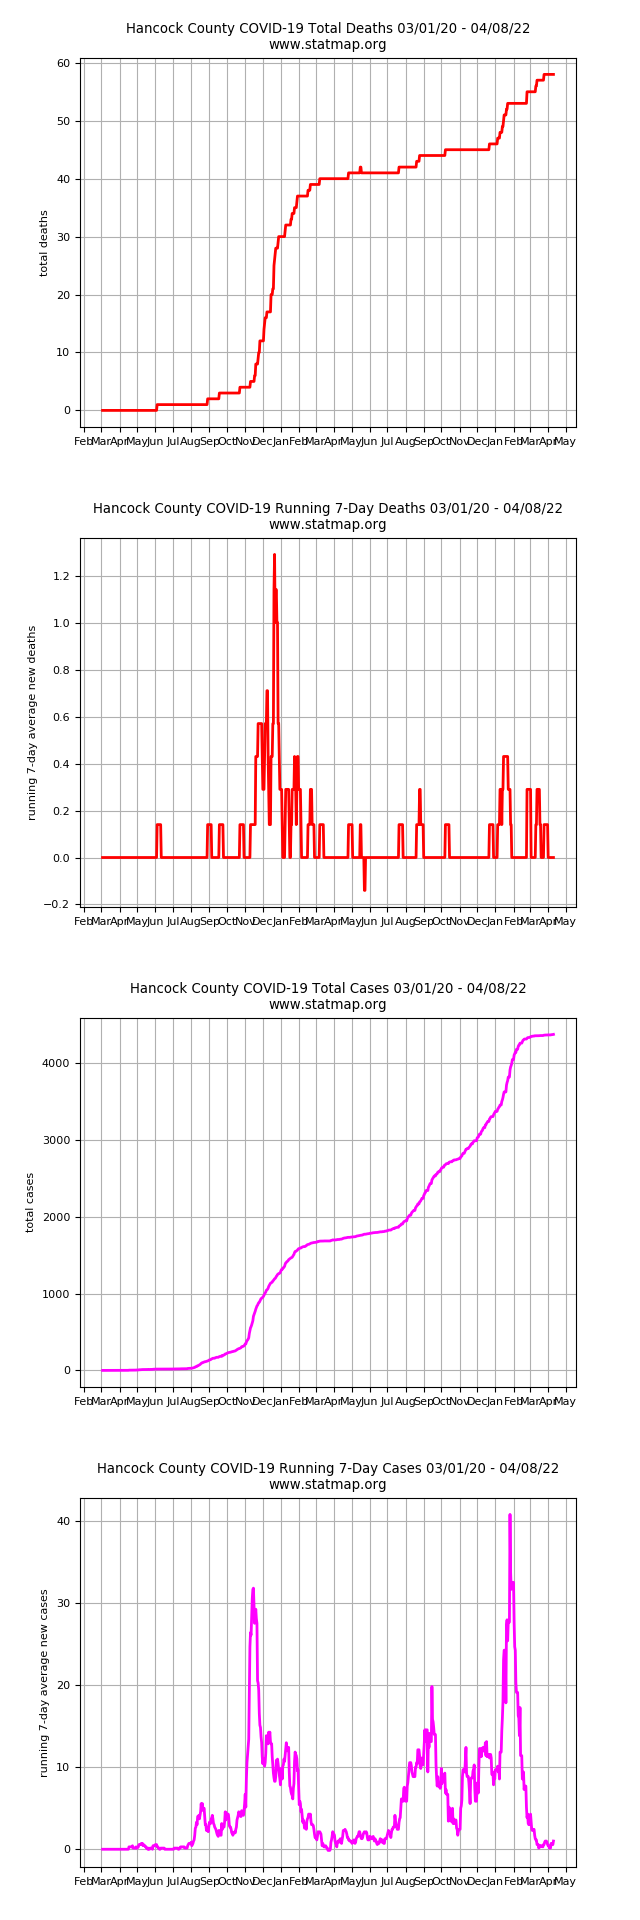 Hancock County COVID-19 Total Deaths 03/01/20 - 04/08/22
www.statmap.org
total deaths
60
50
40
30
20
10
0
Feb Mar Apr May Jun Jul Aug Sep Oct Nov Dec Jan Feb Mar Apr May Jun Jul Aug Sep Oct Nov Dec Jan Feb Mar Apr May
Hancock County COVID-19 Running 7-Day Deaths 03/01/20 - 04/08/22
www.statmap.org
running 7-day average new deaths
1.2
1.0
0.8
0.6
0.4
0.2
0.0
−0.2
Feb Mar Apr May Jun Jul Aug Sep Oct Nov Dec Jan Feb Mar Apr May Jun Jul Aug Sep Oct Nov Dec Jan Feb Mar Apr May
Hancock County COVID-19 Total Cases 03/01/20 - 04/08/22
www.statmap.org
total cases
4000
3000
2000
1000
0
Feb Mar Apr May Jun Jul Aug Sep Oct Nov Dec Jan Feb Mar Apr May Jun Jul Aug Sep Oct Nov Dec Jan Feb Mar Apr May
Hancock County COVID-19 Running 7-Day Cases 03/01/20 - 04/08/22
www.statmap.org
running 7-day average new cases
40
30
20
10
0
Feb Mar Apr May Jun Jul Aug Sep Oct Nov Dec Jan Feb Mar Apr May Jun Jul Aug Sep Oct Nov Dec Jan Feb Mar Apr May